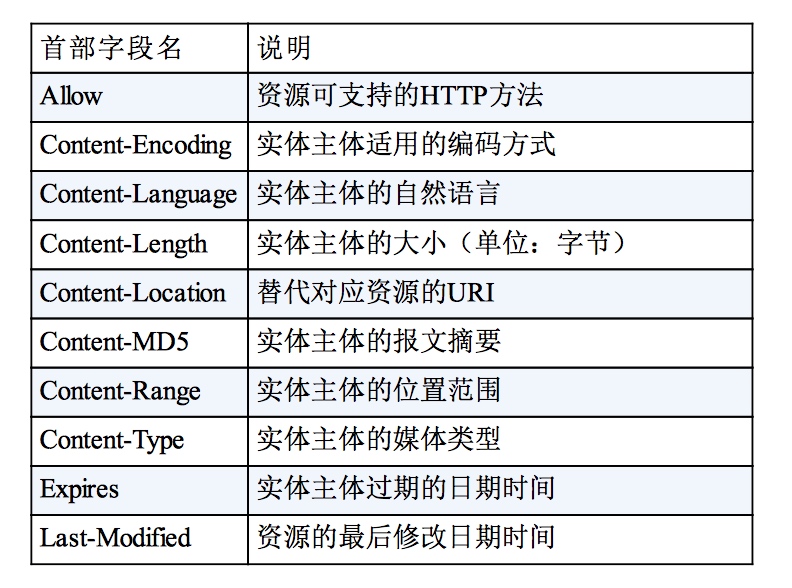 首部字段名 说明
Allow 资源可支持的HTTP方法
Content-Encoding 实体主体适用的编码方式
Content-Language 实体主体的自然语言
Content-Length 实体主体的大小（单位：字节）
Content-Location 替代对应资源的URI
Content-MD5 实体主体的报文摘要
Content-Range 实体主体的位置范围
Content-Type 实体主体的媒体类型
Expires 实体主体过期的日期时间
Last-Modified 资源的最后修改日期时间